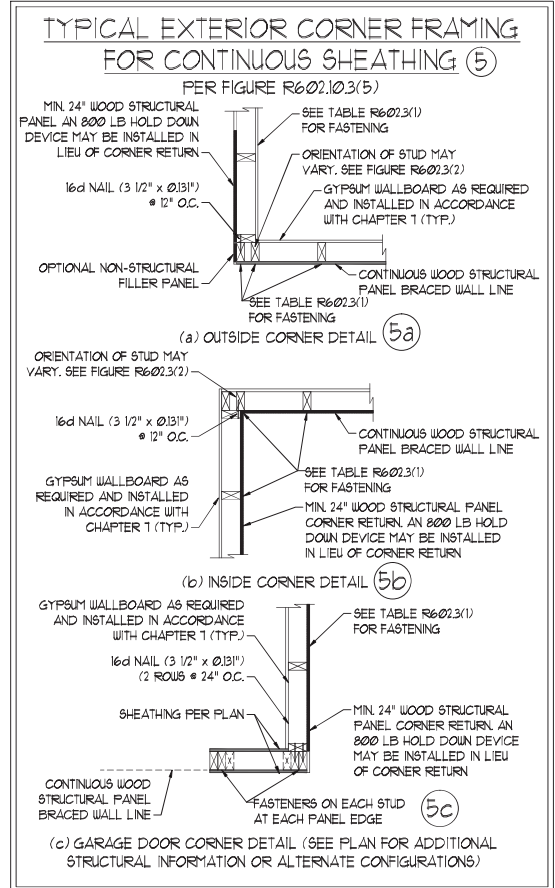 TYPICAL EXTERIOR CORNER FRAMING
FOR CONTINUOUS SHEATHING 5
PER FIGURE R602.10.3(5)
MIN. 24" WOOD STRUCTURAL
PANEL AN 800 LB HOLD DOWN
DEVICE MAY BE INSTALLED IN
LIEU OF CORNER RETURN
16d NAIL (3 1/2" x Ø.131")
@ 12" O.C.
OPTIONAL NON-STRUCTURAL
FILLER PANEL
SEE TABLE R602.3(1)
FOR FASTENING
ORIENTATION OF STUD MAY
VARY. SEE FIGURE R602.3(2)
GYPSUM WALLBOARD AS REQUIRED
AND INSTALLED IN ACCORDANCE
WITH CHAPTER 7 (TYP.)
CONTINUOUS WOOD STRUCTURAL
PANEL BRACED WALL LINE
SEE TABLE R602.3(1)
FOR FASTENING
(a) OUTSIDE CORNER DETAIL 5a
ORIENTATION OF STUD MAY
VARY. SEE FIGURE R602.3(2)
16d NAIL (3 1/2" x Ø.131")
@ 12" O.C.
GYPSUM WALLBOARD AS
REQUIRED AND INSTALLED
IN ACCORDANCE WITH
CHAPTER 7 (TYP.)
CONTINUOUS WOOD STRUCTURAL
PANEL BRACED WALL LINE
SEE TABLE R602.3(1)
FOR FASTENING
MIN. 24" WOOD STRUCTURAL PANEL
CORNER RETURN. AN 800 LB HOLD
DOWN DEVICE MAY BE INSTALLED
IN LIEU OF CORNER RETURN
(b) INSIDE CORNER DETAIL 5b
GYPSUM WALLBOARD AS REQUIRED
AND INSTALLED IN ACCORDANCE
WITH CHAPTER 7 (TYP.)
16d NAIL (3 1/2" x Ø.131")
(2 ROWS @ 24" O.C.
SHEATHING PER PLAN
CONTINUOUS WOOD
STRUCTURAL PANEL
BRACED WALL LINE
SEE TABLE R602.3(1)
FOR FASTENING
MIN. 24" WOOD STRUCTURAL
PANEL CORNER RETURN. AN
800 LB HOLD DOWN DEVICE
MAY BE INSTALLED IN LIEU
OF CORNER RETURN
FASTENERS ON EACH STUD
AT EACH PANEL EDGE
5c
(c) GARAGE DOOR CORNER DETAIL (SEE PLAN FOR ADDITIONAL
STRUCTURAL INFORMATION OR ALTERNATE CONFIGURATIONS)